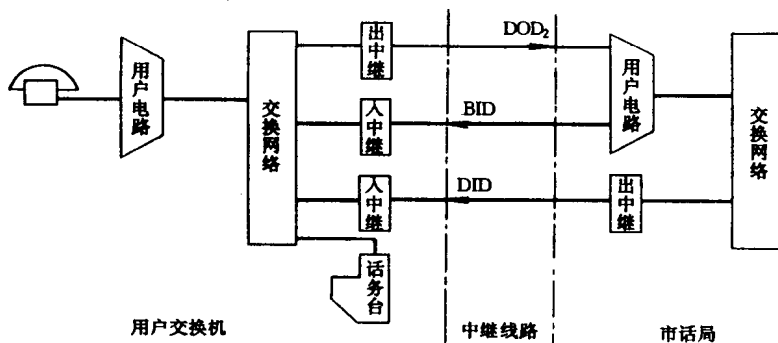 出中继
DOD₂
用户电路
交换网络
入中继
BID
用户电路
交换网络
入中继
DID
出中继
话务台
用户交换机
中继线路
市话局